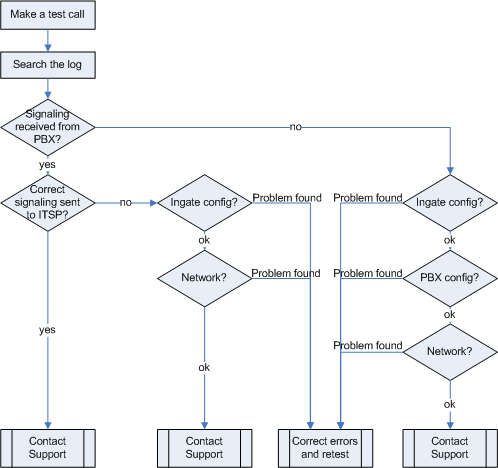 Make a test call
Search the log
Signaling
received from
PBX?
no
yes
Correct
signaling sent
to ITSP?
no
Ingate config?
Problem found
Problem found
Ingate config?
ok
ok
Network?
Problem found
Problem found
PBX config?
ok
yes
Problem found
Network?
ok
ok
Contact
Support
Contact
Support
Correct errors
and retest
Contact
Support